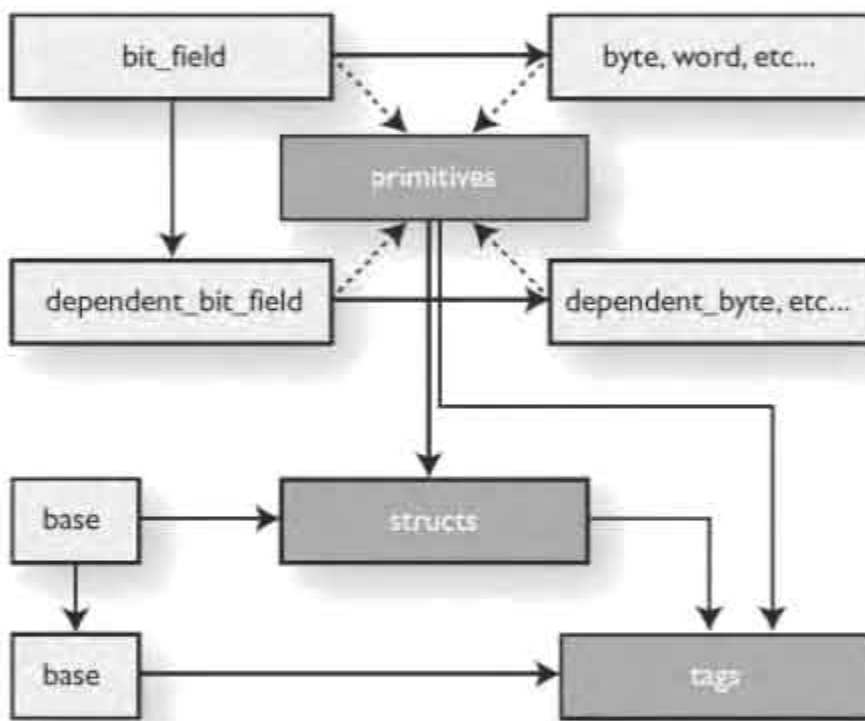 bit_field
byte, word, etc...
primitives
dependent_bit_field
dependent_byte, etc...
base
structs
base
tags